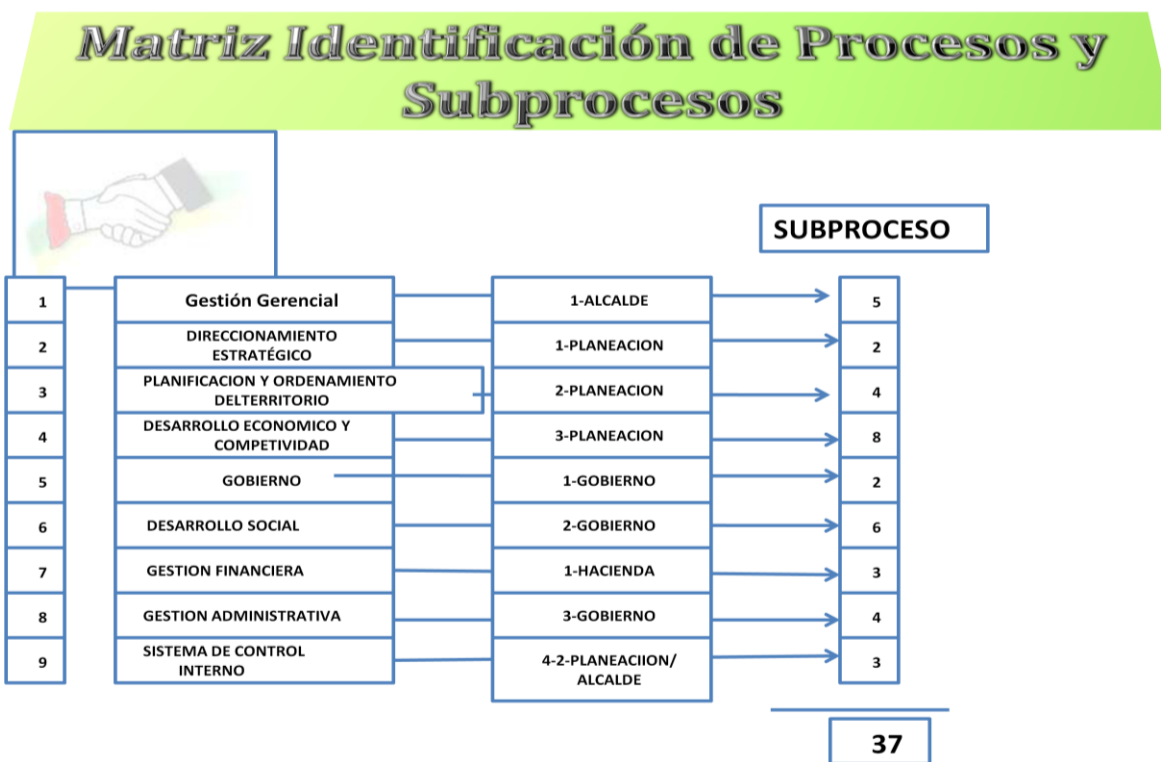 Matriz Identificación de Procesos y
Subprocesos
SUBPROCESO
1
Gestión Gerencial
1-ALCALDE
5
2
DIRECCIONAMIENTO
ESTRATÉGICO
1-PLANEACION
2
3
PLANIFICACION Y ORDENAMIENTO
DELTERRITORIO
2-PLANEACION
4
4
DESARROLLO ECONOMICO Y
COMPETIVIDAD
3-PLANEACION
8
5
GOBIERNO
1-GOBIERNO
2
6
DESARROLLO SOCIAL
2-GOBIERNO
6
7
GESTION FINANCIERA
1-HACIENDA
3
8
GESTION ADMINISTRATIVA
3-GOBIERNO
4
9
SISTEMA DE CONTROL
INTERNO
4-2-PLANEACIION/
ALCALDE
3
37